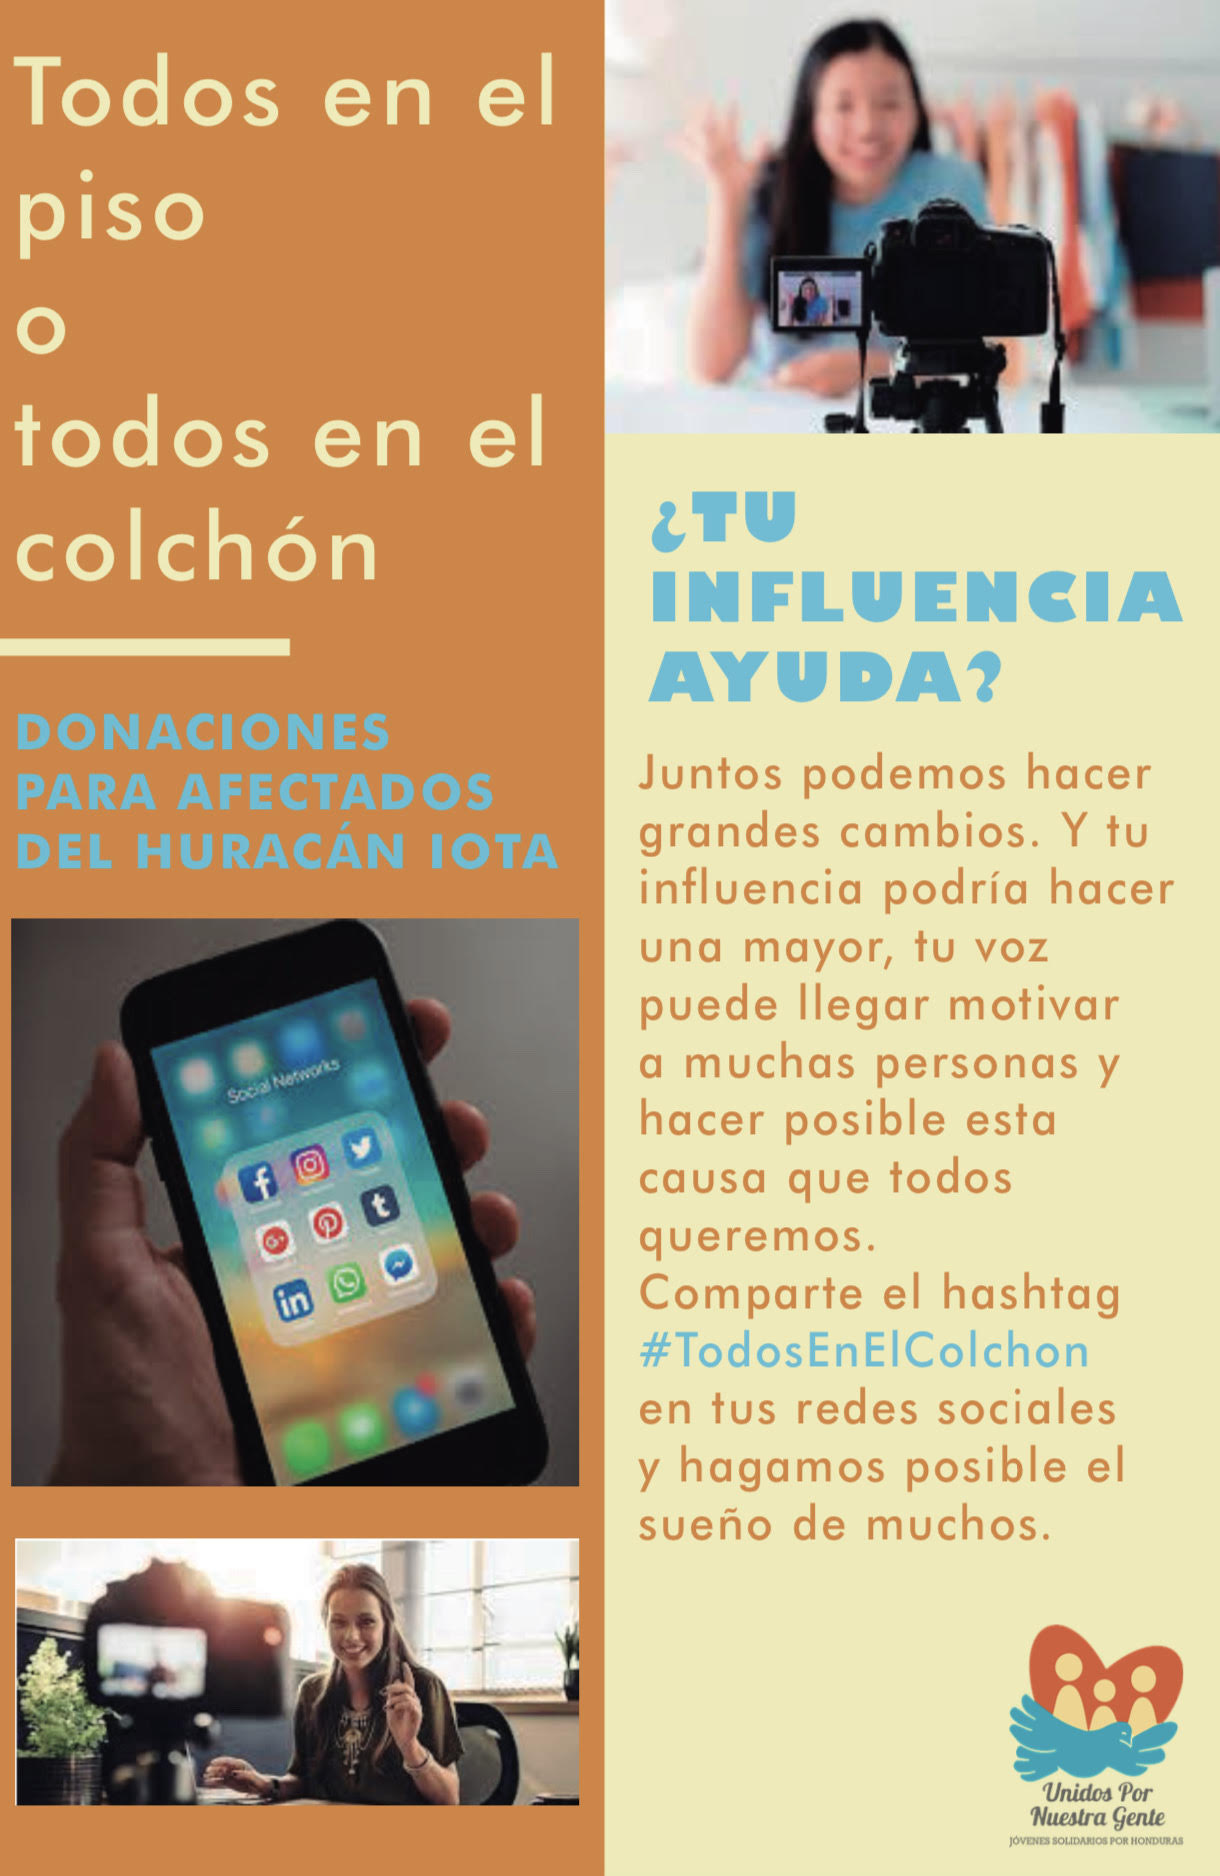 Todos en el
piso
o
todos en el
colchón
DONACIONES
PARA AFECTADOS
DEL HURACÁN IOTA
Social Networks
¿TU
INFLUENCIA
AYUDA?
Juntos podemos hacer
grandes cambios. Y tu
influencia podría hacer
una mayor, tu voz
puede llegar motivar
a muchas personas y
hacer posible esta
causa que todos
queremos.
Comparte el hashtag
#TodosEnElColchon
en tus redes sociales
y hagamos posible el
sueño de muchos.
Unidos Por
Nuestra Gente
JÓVENES SOLIDARIOS POR HONDURAS